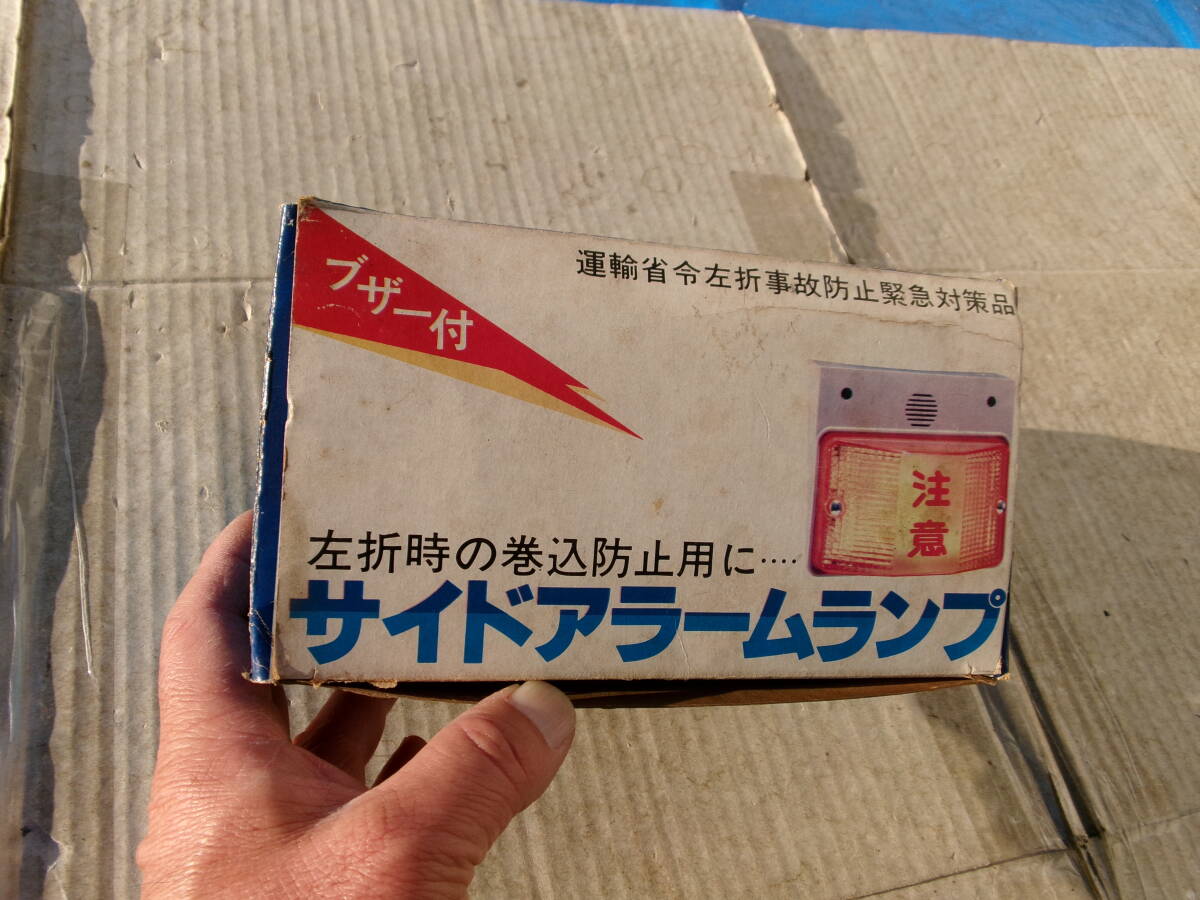 ブザー付
運輸省令左折事故防止緊急対策品
注意
左折時の巻込防止用に‥‥
サイドアラームランプ